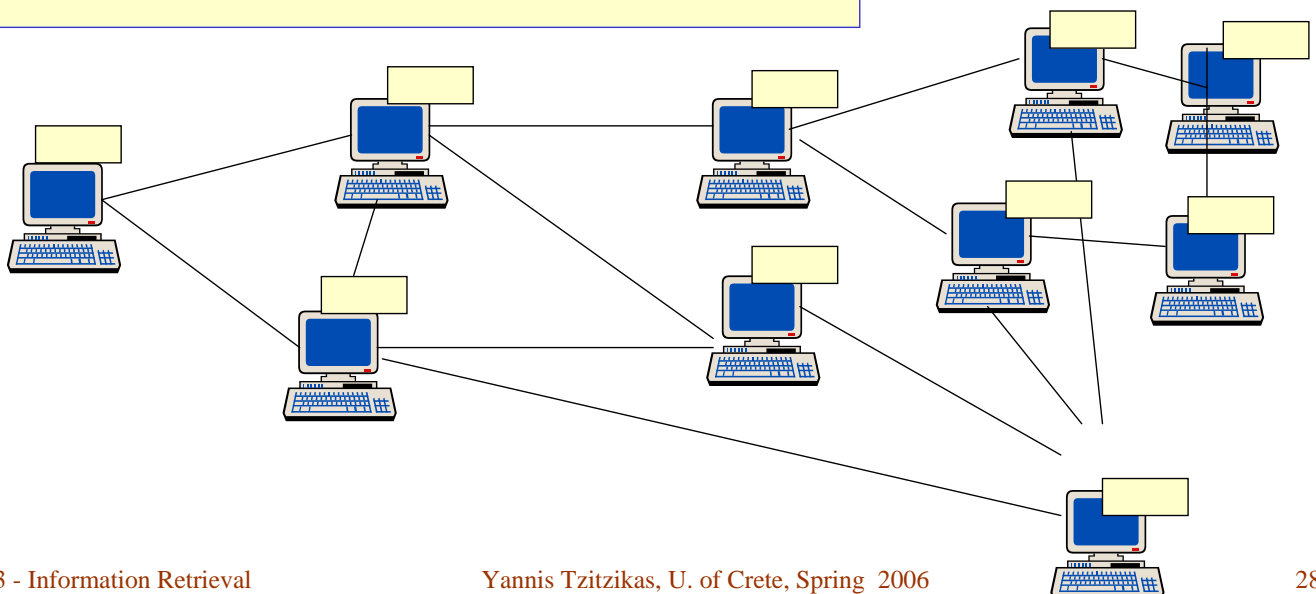 3 - Information Retrieval
Yannis Tzitzikas, U. of Crete, Spring 2006
28